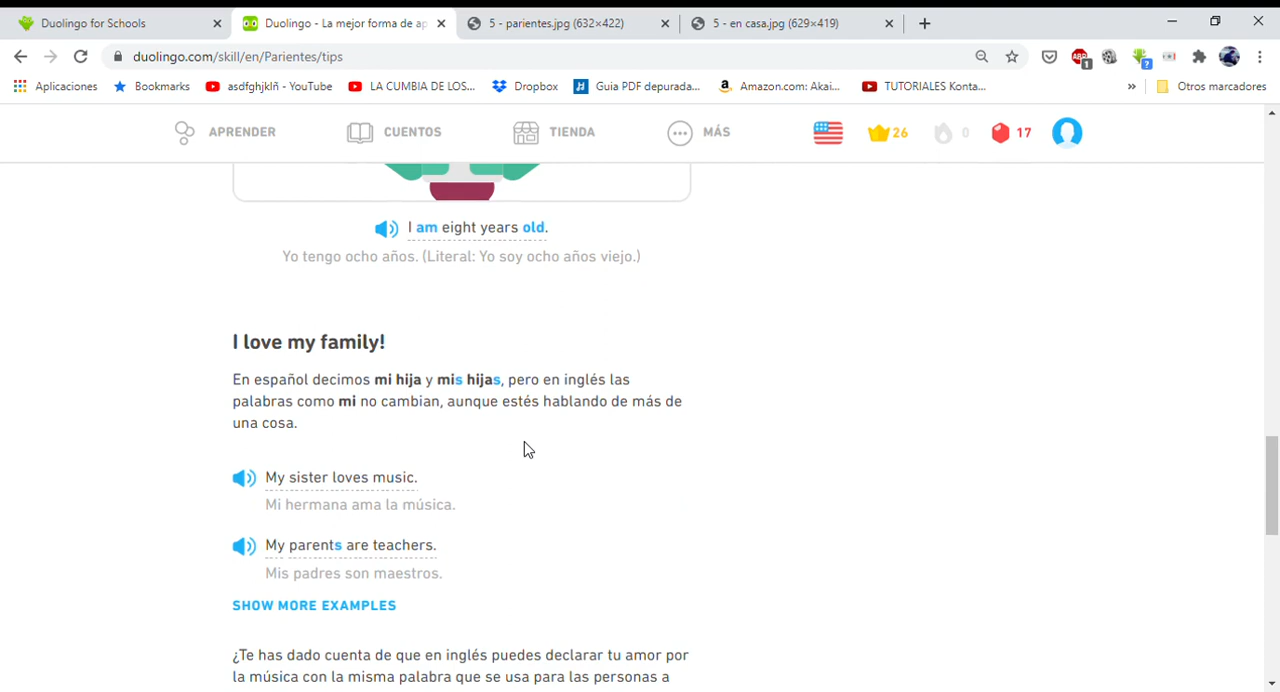 Duolingo for Schools
Duolingo - La mejor forma de ap
5 - parientes.jpg (632×422)
5 - en casa.jpg (629×419)
duolingo.com/skill/en/Parientes/tips
Aplicaciones
Bookmarks
asdfghjklñ - YouTube
LA CUMBIA DE LOS...
Dropbox
Guia PDF depurada...
Amazon.com: Akai...
TUTORIALES Konta...
»
Otros marcadores
APRENDER
CUENTOS
TIENDA
MÁS
26
0
17
I am eight years old.
Yo tengo ocho años. (Literal: Yo soy ocho años viejo.)
I love my family!
En español decimos mi hija y mis hijas, pero en inglés las
palabras como mi no cambian, aunque estés hablando de más de
una cosa.
My sister loves music.
Mi hermana ama la música.
My parents are teachers.
Mis padres son maestros.
SHOW MORE EXAMPLES
¿Te has dado cuenta de que en inglés puedes declarar tu amor por
la música con la misma palabra que se usa para las personas a